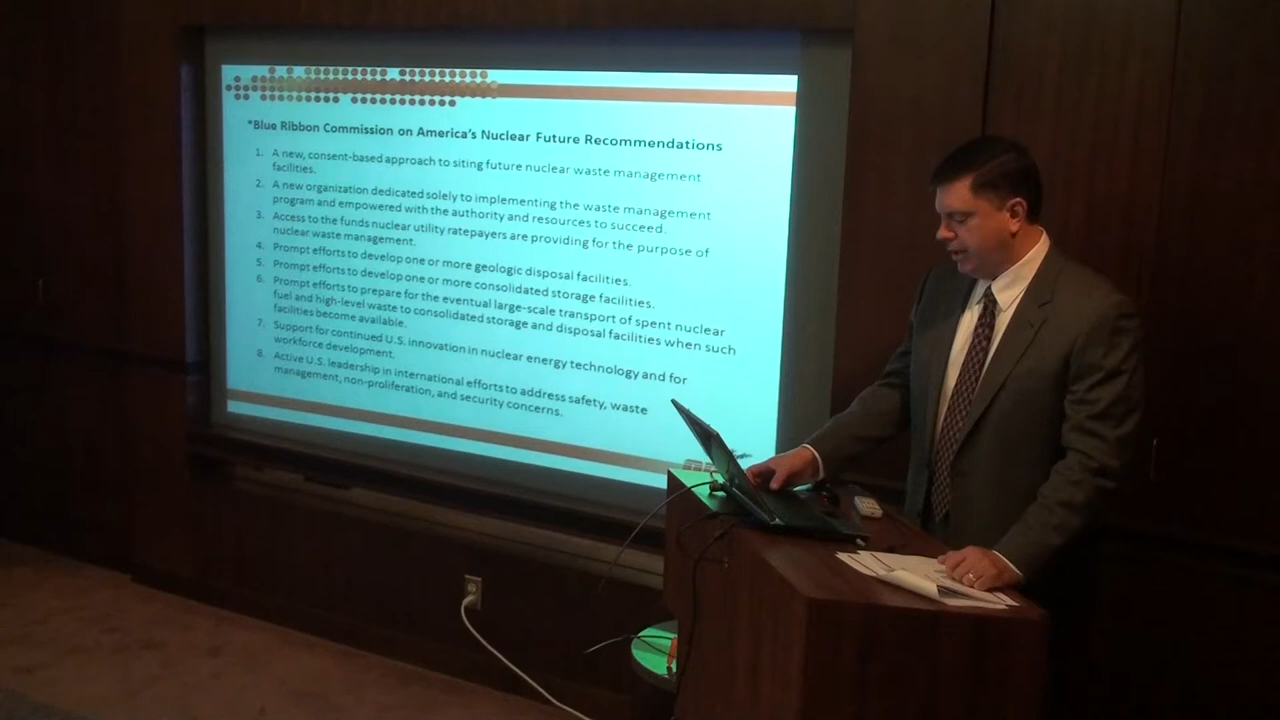 *Blue Ribbon Commission on America's Nuclear Future Recommendations
1. A new, consent-based approach to siting future nuclear waste management
facilities.
2. A new organization dedicated solely to implementing the waste management
program and empowered with the authority and resources to succeed.
3. Access to the funds nuclear utility ratepayers are providing for the purpose of
nuclear waste management.
4. Prompt efforts to develop one or more geologic disposal facilities.
5. Prompt efforts to develop one or more consolidated storage facilities.
6. Prompt efforts to prepare for the eventual large-scale transport of spent nuclear
fuel and high-level waste to consolidated storage and disposal facilities when such
facilities become available.
7. Support for continued U.S. innovation in nuclear energy technology and for
workforce development.
8. Active U.S. leadership in international efforts to address safety, waste
management, non-proliferation, and security concerns.